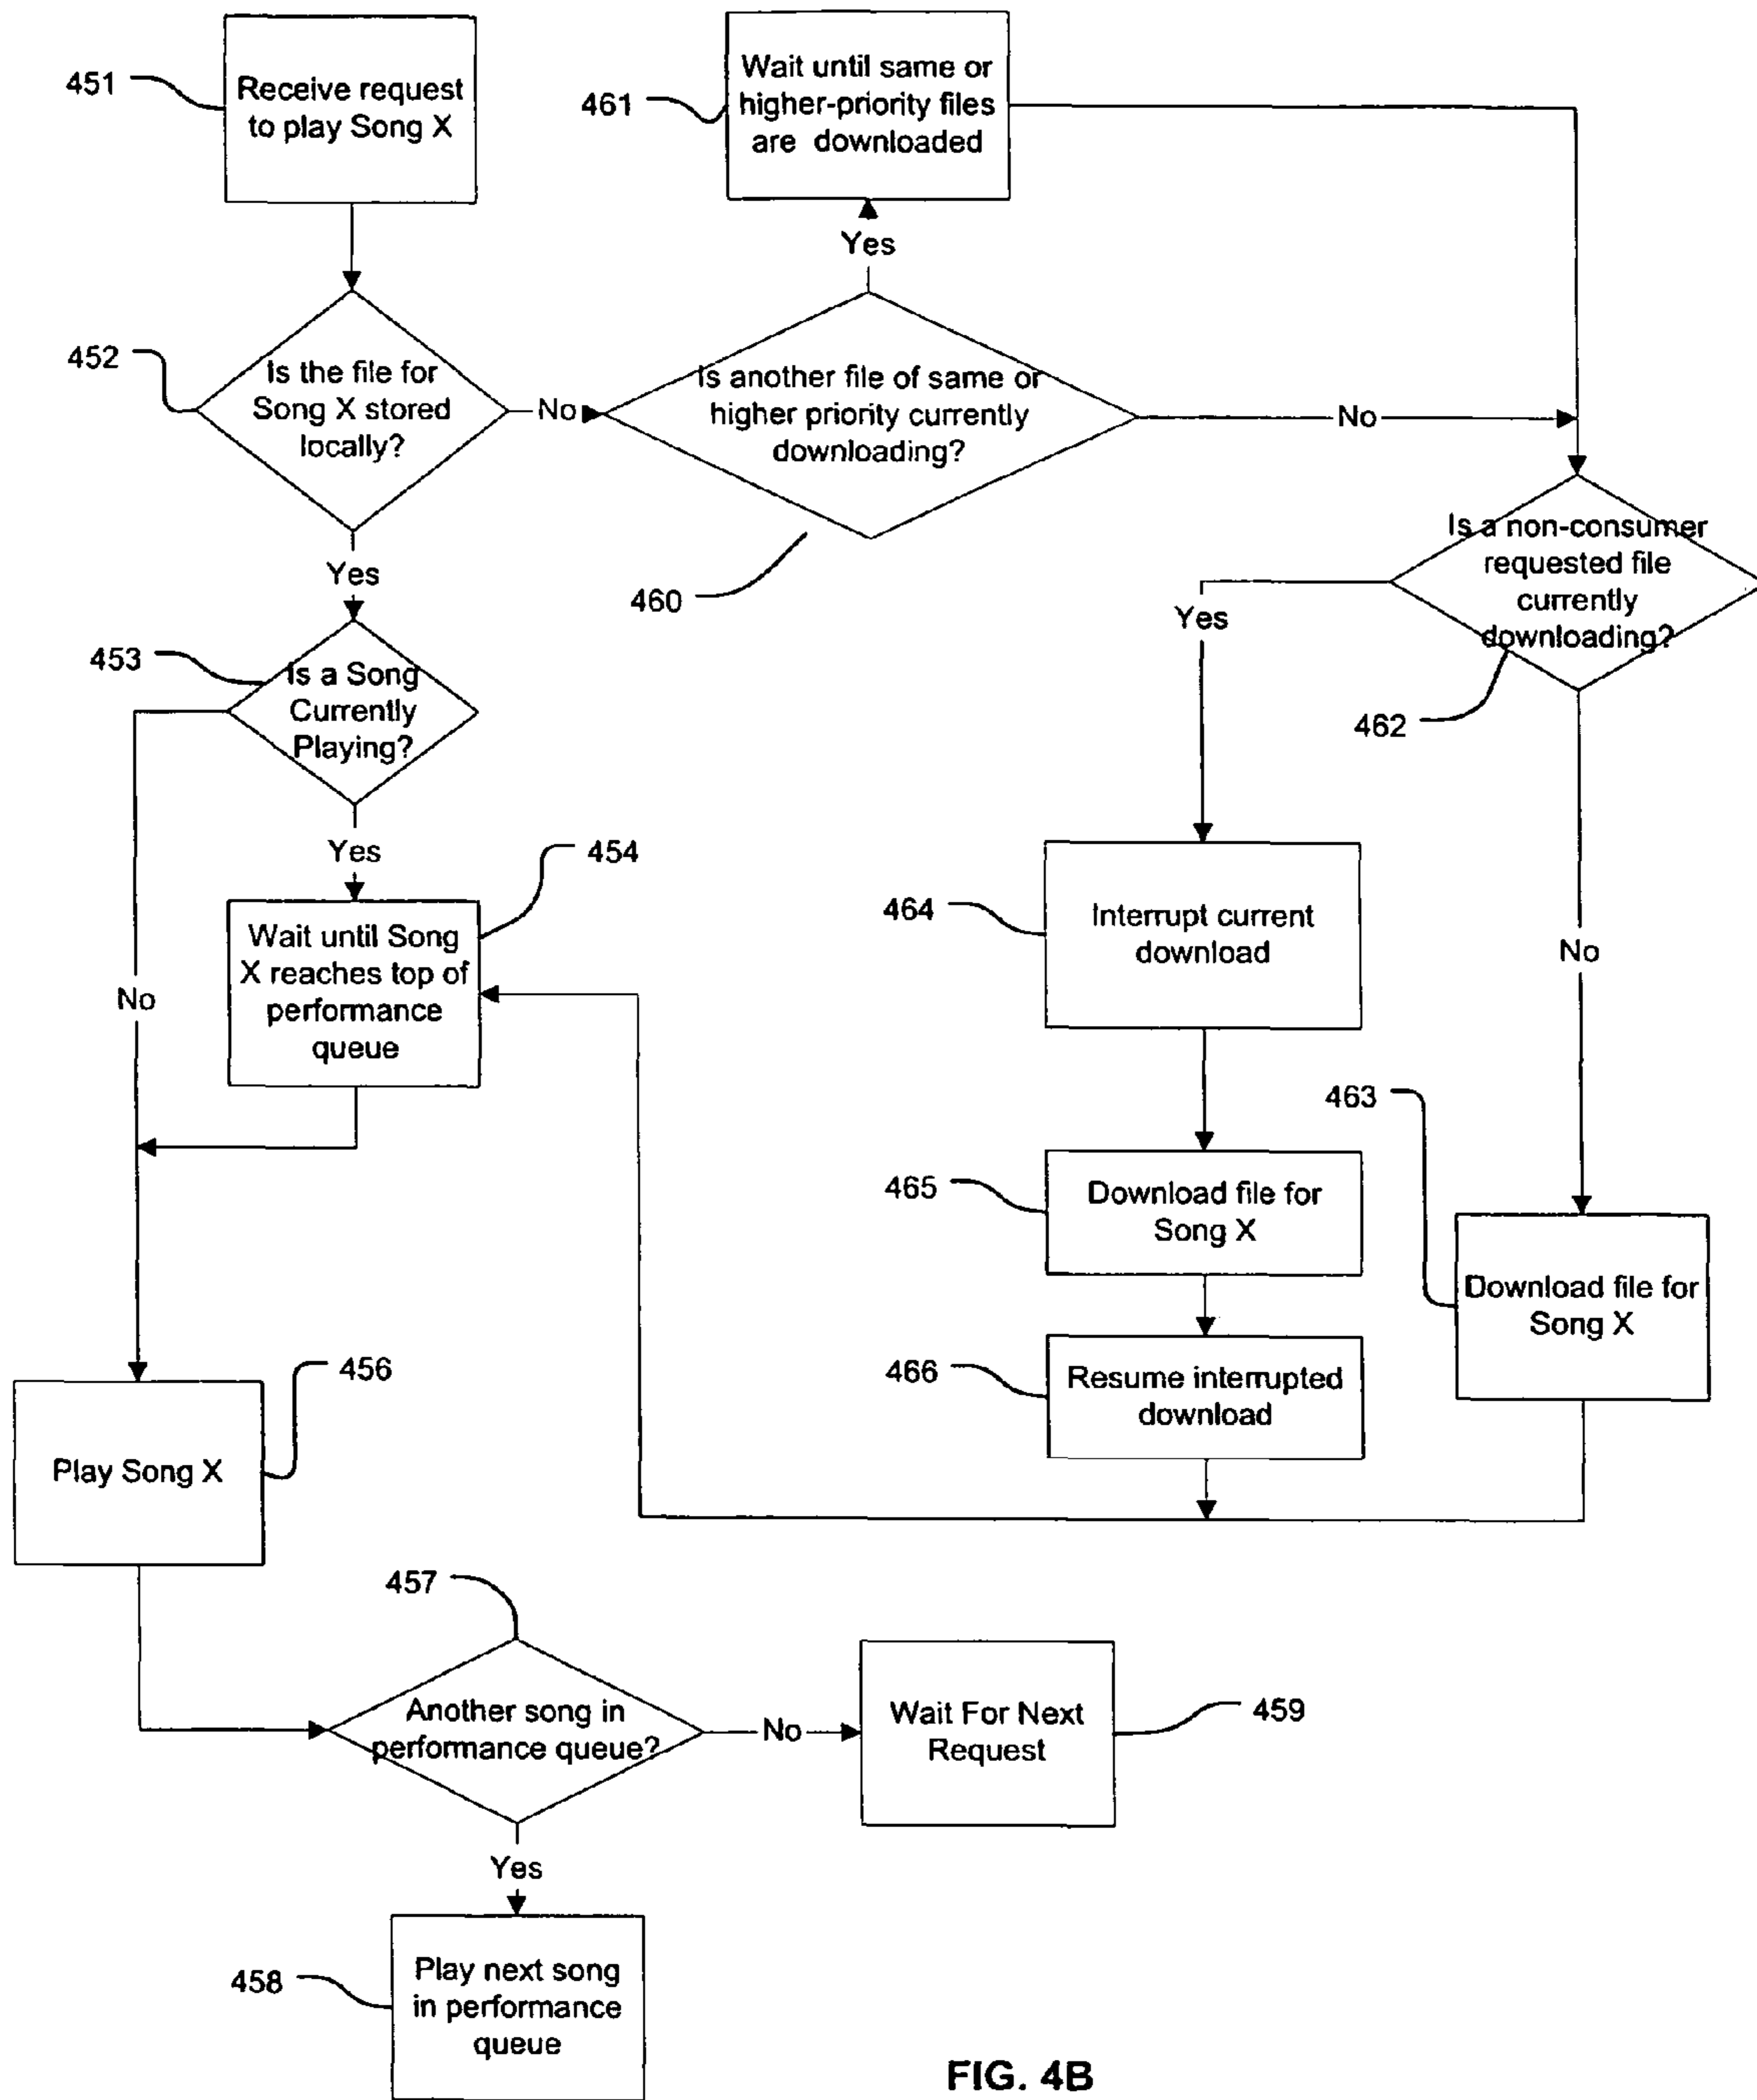 451
Receive request
to play Song X
461
Wait until same or
higher-priority files
are downloaded
Yes
452
Is the file for
Song X stored
locally?
No
Is another file of same or
higher priority currently
downloading?
No
460
Yes
Is a non-consumer
requested file
currently
downloading?
462
Yes
No
453
Is a Song
Currently
Playing?
Yes
No
454
Wait until Song
X reaches top of
performance
queue
464
Interrupt current
download
465
Download file for
Song X
463
Download file for
Song X
466
Resume interrupted
download
456
Play Song X
457
Another song in
performance queue?
No
Wait For Next
Request
459
Yes
458
Play next song
in performance
queue
FIG. 4B